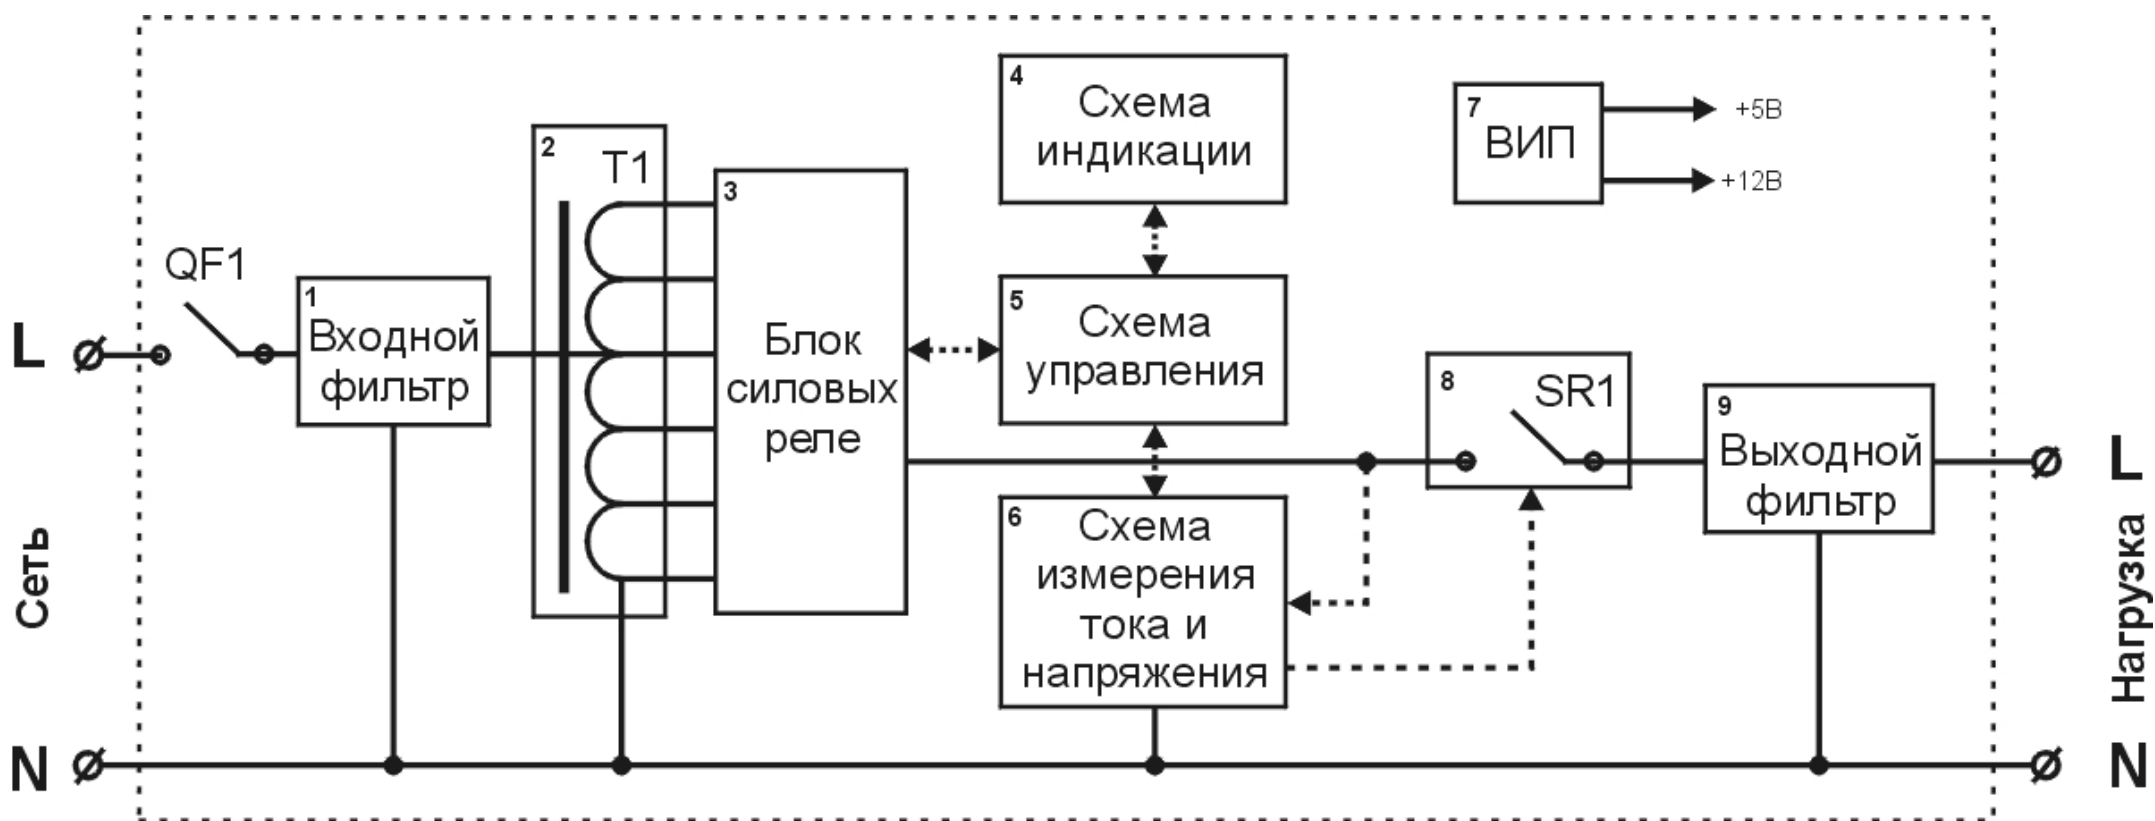 QF1
L
N
Сеть
1
Входной
фильтр
2
T1
3
Блок
силовых
реле
4
Схема
индикации
5
Схема
управления
6
Схема
измерения
тока и
напряжения
7
ВИП
+5В
+12В
8
SR1
9
Выходной
фильтр
L
Нагрузка
N